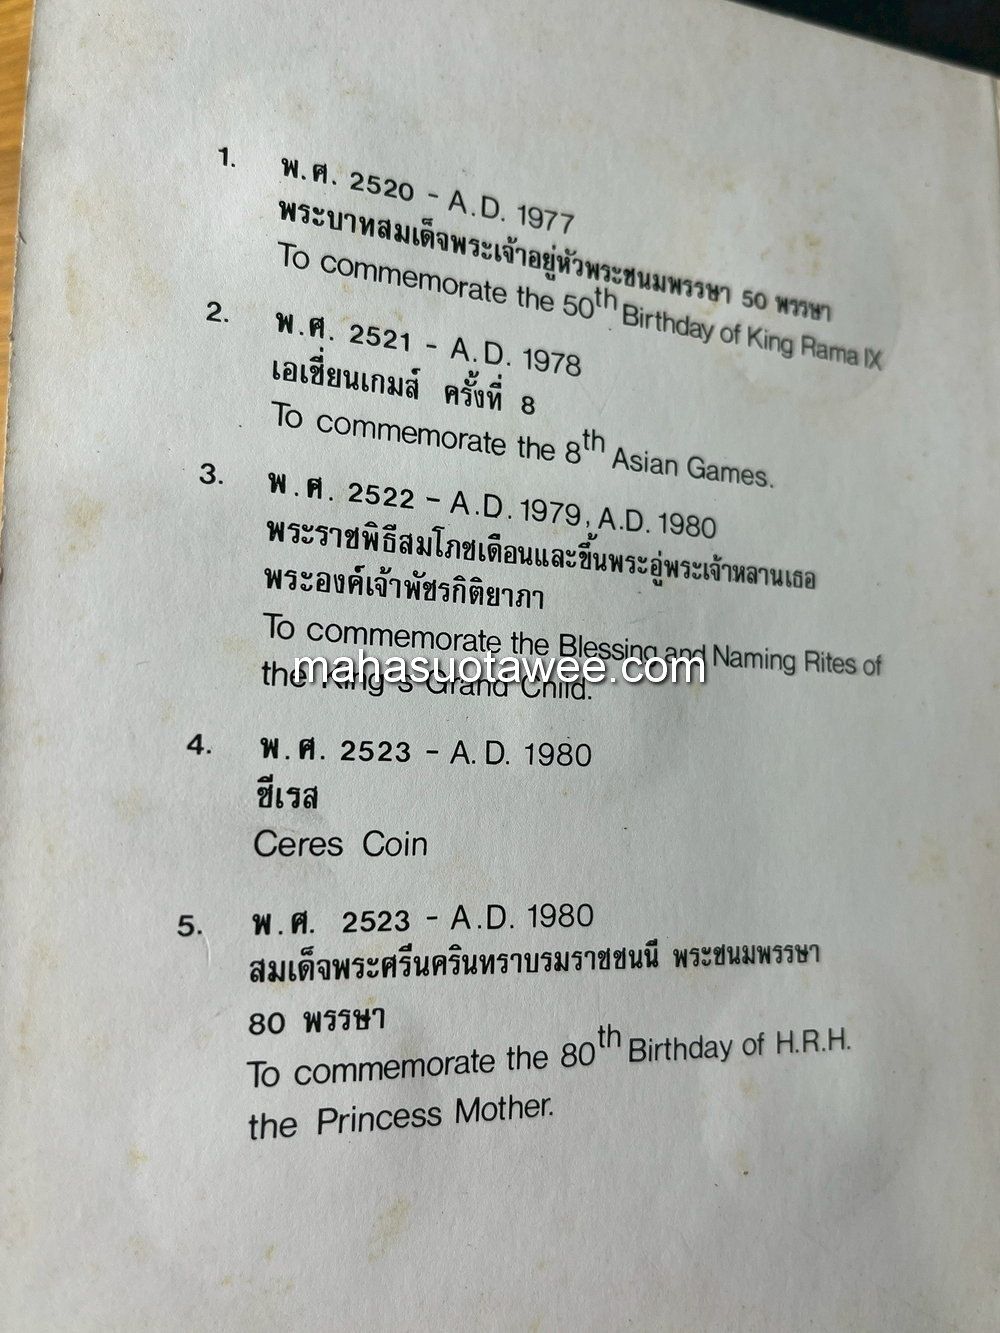 1. พ.ศ. 2520 - A.D. 1977
พระบาทสมเด็จพระเจ้าอยู่หัวพระชนมพรรษา 50 พรรษา
To commemorate the 50th Birthday of King Rama IX
2. พ.ศ. 2521 - A.D. 1978
เอเชี่ยนเกมส์ ครั้งที่ 8
To commemorate the 8th Asian Games.
3. พ.ศ. 2522 - A.D. 1979, A.D. 1980
พระราชพิธีสมโภชเดือนและขึ้นพระอู่พระเจ้าหลานเธอ
พระองค์เจ้าพัชรกิติยาภา
To commemorate the Blessing and Naming Rites of
mahasuotawee.com
the King's Grand Child.
4. พ.ศ. 2523 - A.D. 1980
ซีเรส
Ceres Coin
5. พ.ศ. 2523 - A.D. 1980
สมเด็จพระศรีนครินทราบรมราชชนนี พระชนมพรรษา
80 พรรษา
To commemorate the 80th Birthday of H.R.H.
the Princess Mother.